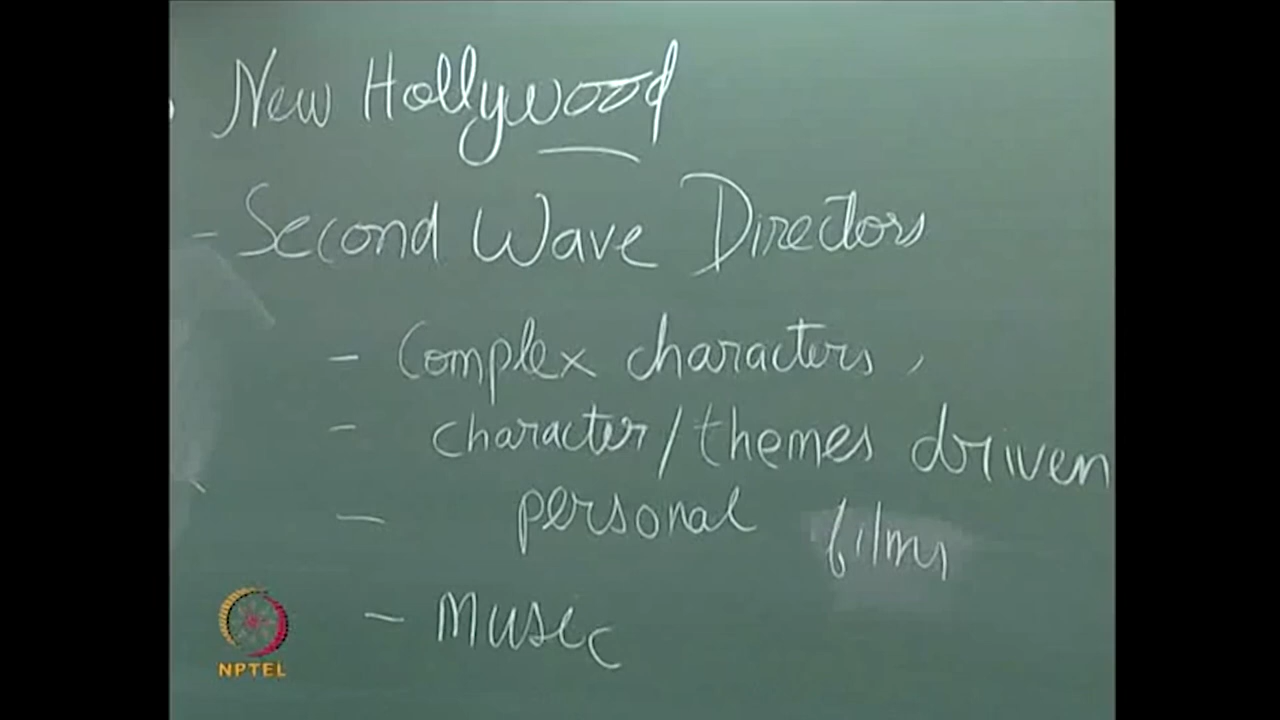 New Hollywood
- Second Wave Directors
- Complex characters,
- character/themes driven
- personal films
- Music
NPTEL